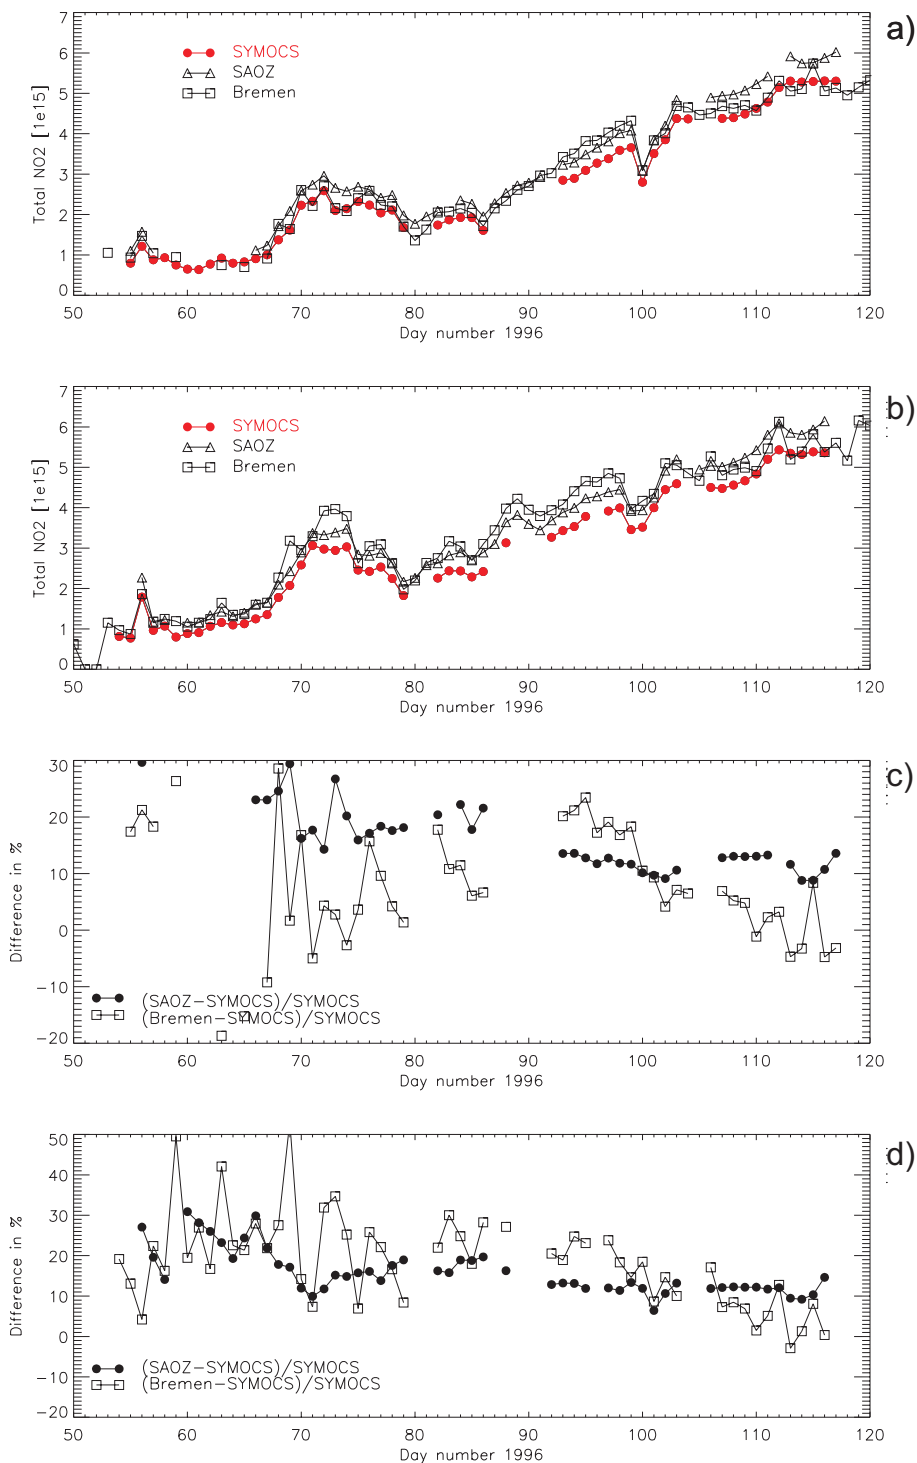 a)
7
6
5
4
3
2
1
0
Total NO2 [1e15]
SYMOCS
SAOZ
Bremen
50 60 70 80 90 100 110 120
Day number 1996
b)
7
6
5
4
3
2
1
0
Total NO2 [1e15]
SYMOCS
SAOZ
Bremen
50 60 70 80 90 100 110 120
Day number 1996
c)
30
20
10
0
-10
-20
Difference in %
(SAOZ-SYMOCS)/SYMOCS
(Bremen-SYMOCS)/SYMOCS
50 60 70 80 90 100 110 120
Day number 1996
d)
50
40
30
20
10
0
-10
-20
Difference in %
(SAOZ-SYMOCS)/SYMOCS
(Bremen-SYMOCS)/SYMOCS
50 60 70 80 90 100 110 120
Day number 1996